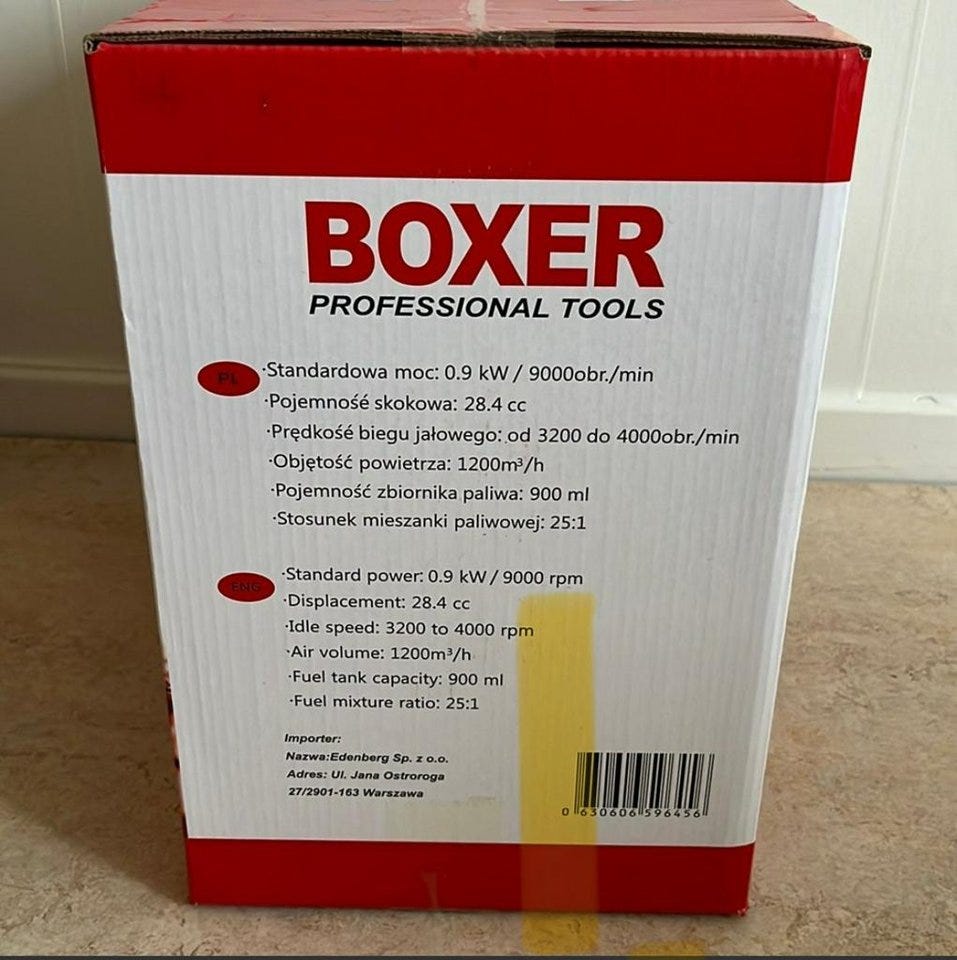 BOXER
PROFESSIONAL TOOLS
PL ·Standardowa moc: 0.9 kW / 9000obr./min
·Pojemność skokowa: 28.4 cc
·Prędkość biegu jałowego: od 3200 do 4000obr./min
·Objętość powietrza: 1200m³/h
·Pojemność zbiornika paliwa: 900 ml
·Stosunek mieszanki paliwowej: 25:1
ENG ·Standard power: 0.9 kW / 9000 rpm
·Displacement: 28.4 cc
·Idle speed: 3200 to 4000 rpm
·Air volume: 1200m³/h
·Fuel tank capacity: 900 ml
·Fuel mixture ratio: 25:1
Importer:
Nazwa:Edenberg Sp. z o.o.
Adres: Ul. Jana Ostroroga
27/2901-163 Warszawa
0 630606 596456